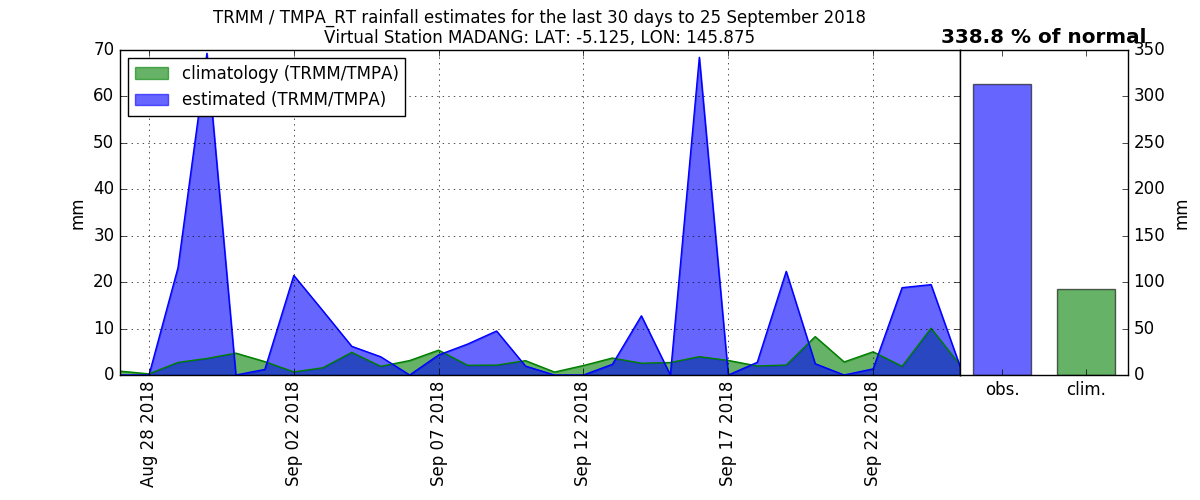 TRMM / TMPA_RT rainfall estimates for the last 30 days to 25 September 2018
Virtual Station MADANG: LAT: -5.125, LON: 145.875
338.8 % of normal
climatology (TRMM/TMPA)
estimated (TRMM/TMPA)
70
60
50
40
30
20
10
0
mm
Aug 28 2018
Sep 02 2018
Sep 07 2018
Sep 12 2018
Sep 17 2018
Sep 22 2018
obs.
clim.
350
300
250
200
150
100
50
0
mm